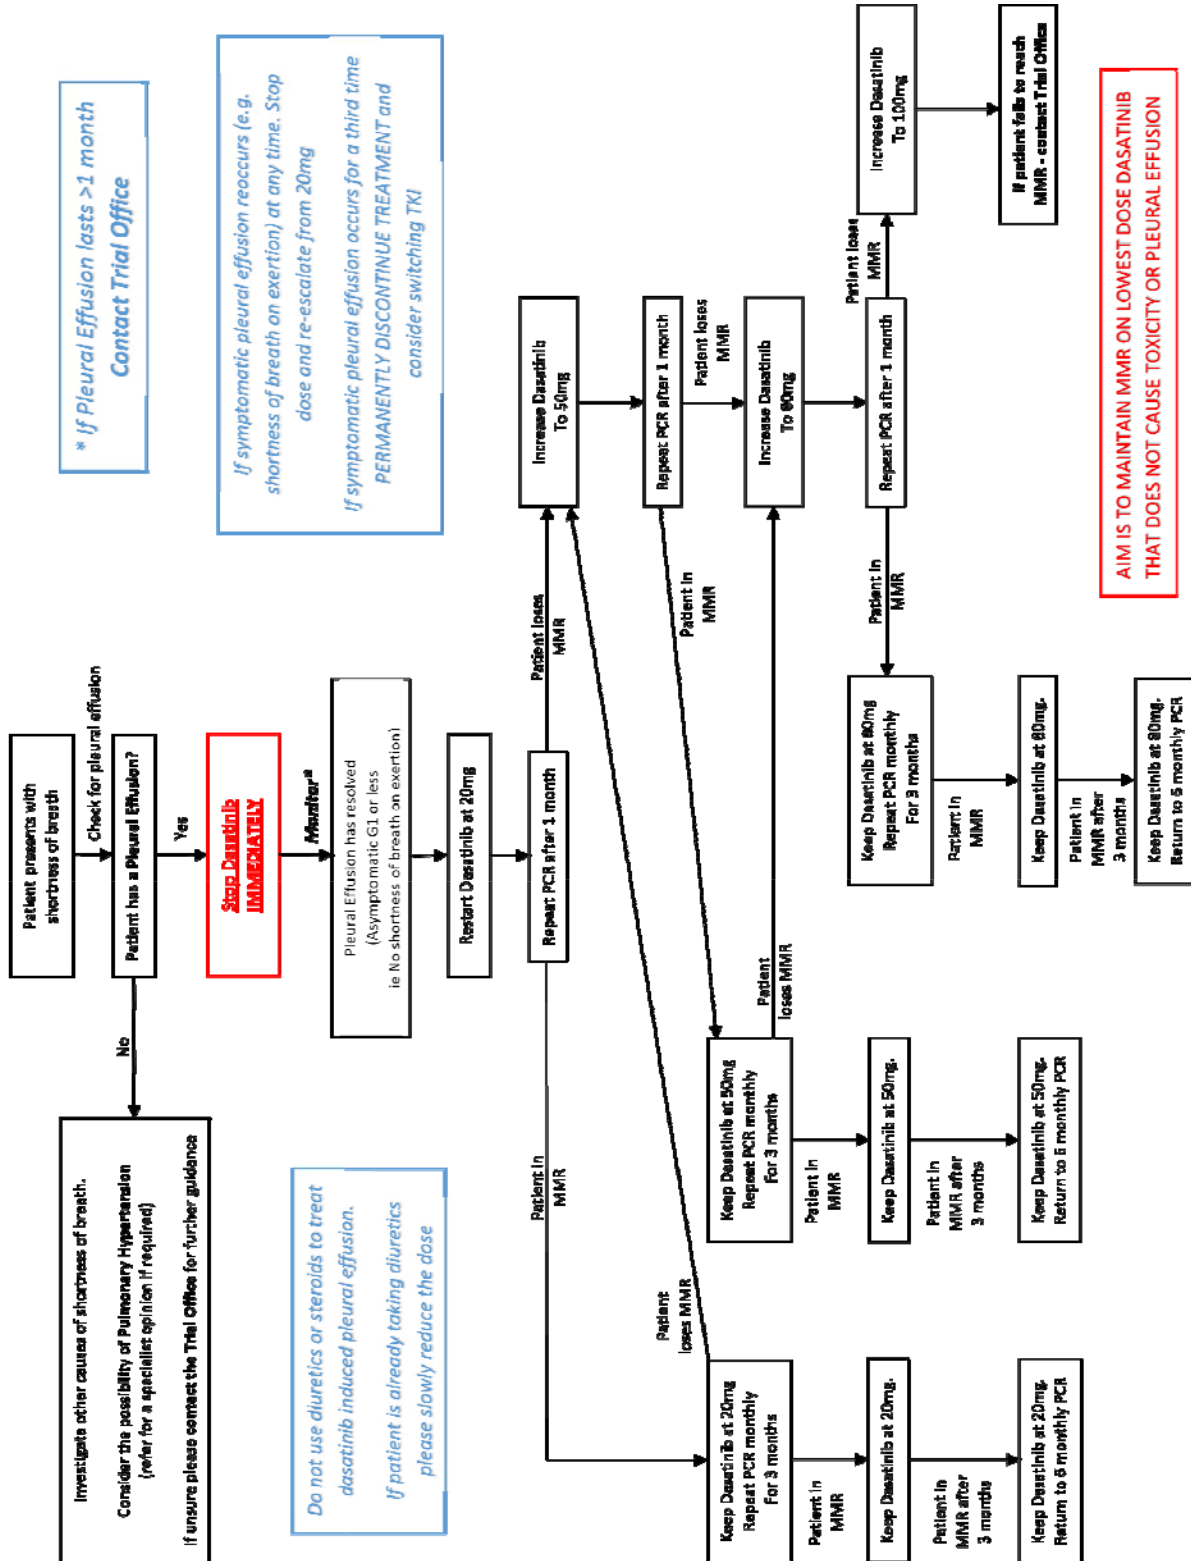 Patient presents with
shortness of breath
Check for pleural effusion
Patient has a Pleural Effusion?
No
Yes
Investigate other causes of shortness of breath.
Consider the possibility of Pulmonary Hypertension
(refer for a specialist opinion if required)
If unsure please contact the Trial Office for further guidance
Stop Dasatinib
IMMEDIATELY
Monitor*
* If Pleural Effusion lasts >1 month
Contact Trial Office
Pleural Effusion has resolved
(Asymptomatic G1 or less
ie No shortness of breath on exertion)
Do not use diuretics or steroids to treat
dasatinib induced pleural effusion.
If patient is already taking diuretics
please slowly reduce the dose
If symptomatic pleural effusion reoccurs (e.g.
shortness of breath on exertion) at any time. Stop
dose and re-escalate from 20mg
If symptomatic pleural effusion occurs for a third time
PERMANENTLY DISCONTINUE TREATMENT and
consider switching TKI
Restart Dasatinib at 20mg
Repeat PCR after 1 month
Patient in
MMR
Patient loses
MMR
Increase Dasatinib
To 50mg
Repeat PCR after 1 month
Patient in
MMR
Patient loses
MMR
Keep Dasatinib at 20mg
Repeat PCR monthly
For 3 months
Patient
loses MMR
Patient in
MMR
Keep Dasatinib at 20mg.
Patient in
MMR after
3 months
Keep Dasatinib at 20mg.
Return to 6 monthly PCR
Keep Dasatinib at 50mg
Repeat PCR monthly
For 3 months
Patient
loses MMR
Patient in
MMR
Keep Dasatinib at 50mg.
Patient in
MMR after
3 months
Keep Dasatinib at 50mg.
Return to 6 monthly PCR
Increase Dasatinib
To 80mg
Repeat PCR after 1 month
Patient in
MMR
Patient loses
MMR
Keep Dasatinib at 80mg
Repeat PCR monthly
For 3 months
Patient in
MMR
Keep Dasatinib at 80mg.
Patient in
MMR after
3 months
Keep Dasatinib at 80mg.
Return to 6 monthly PCR
Increase Dasatinib
To 100mg
If patient fails to reach
MMR - contact Trial Office
AIM IS TO MAINTAIN MMR ON LOWEST DOSE DASATINIB
THAT DOES NOT CAUSE TOXICITY OR PLEURAL EFFUSION